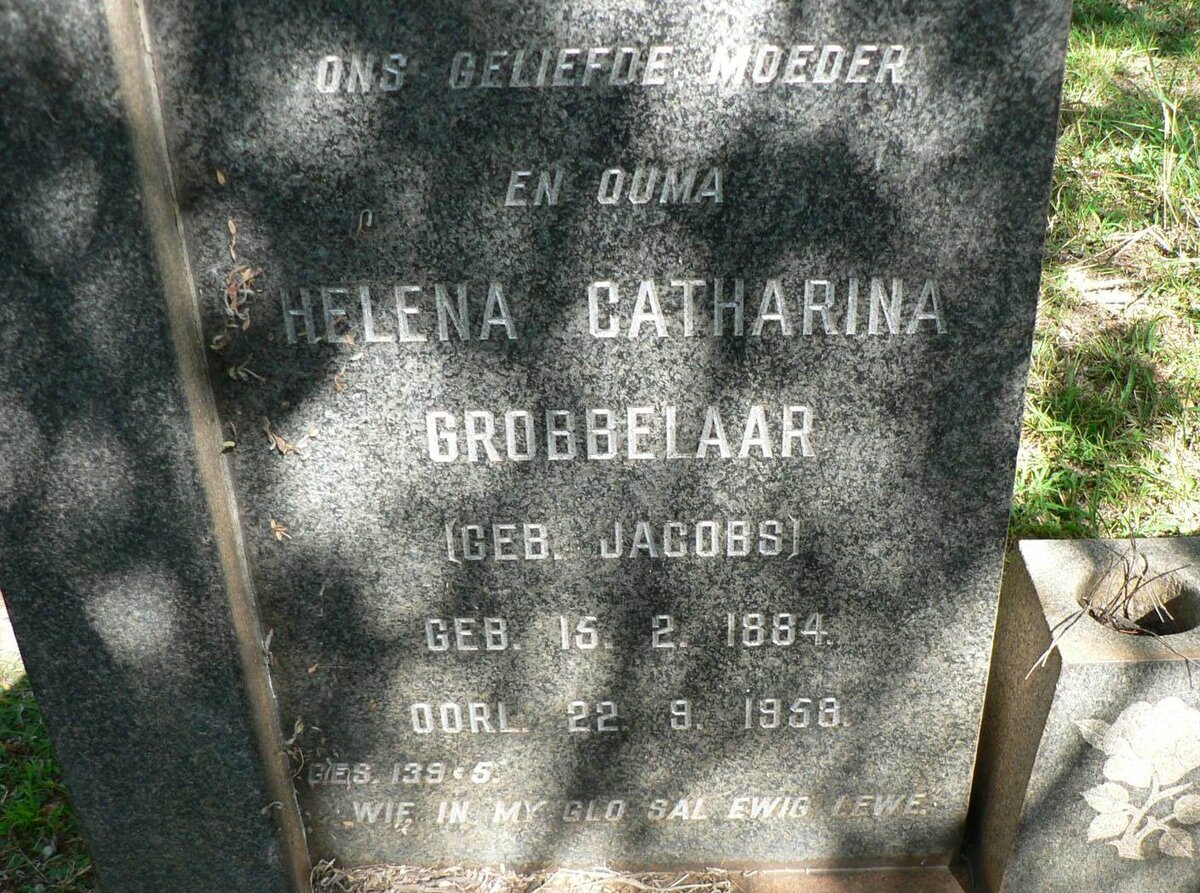 ONS GELIEFDE MOEDER
EN OUMA
HELENA CATHARINA
GROBBELAAR
(GEB. JACOBS)
GEB. 15. 2. 1884.
OORL. 22. 9. 1958.
GES. 139:5.
WIE IN MY GLO SAL EWIG LEWE.